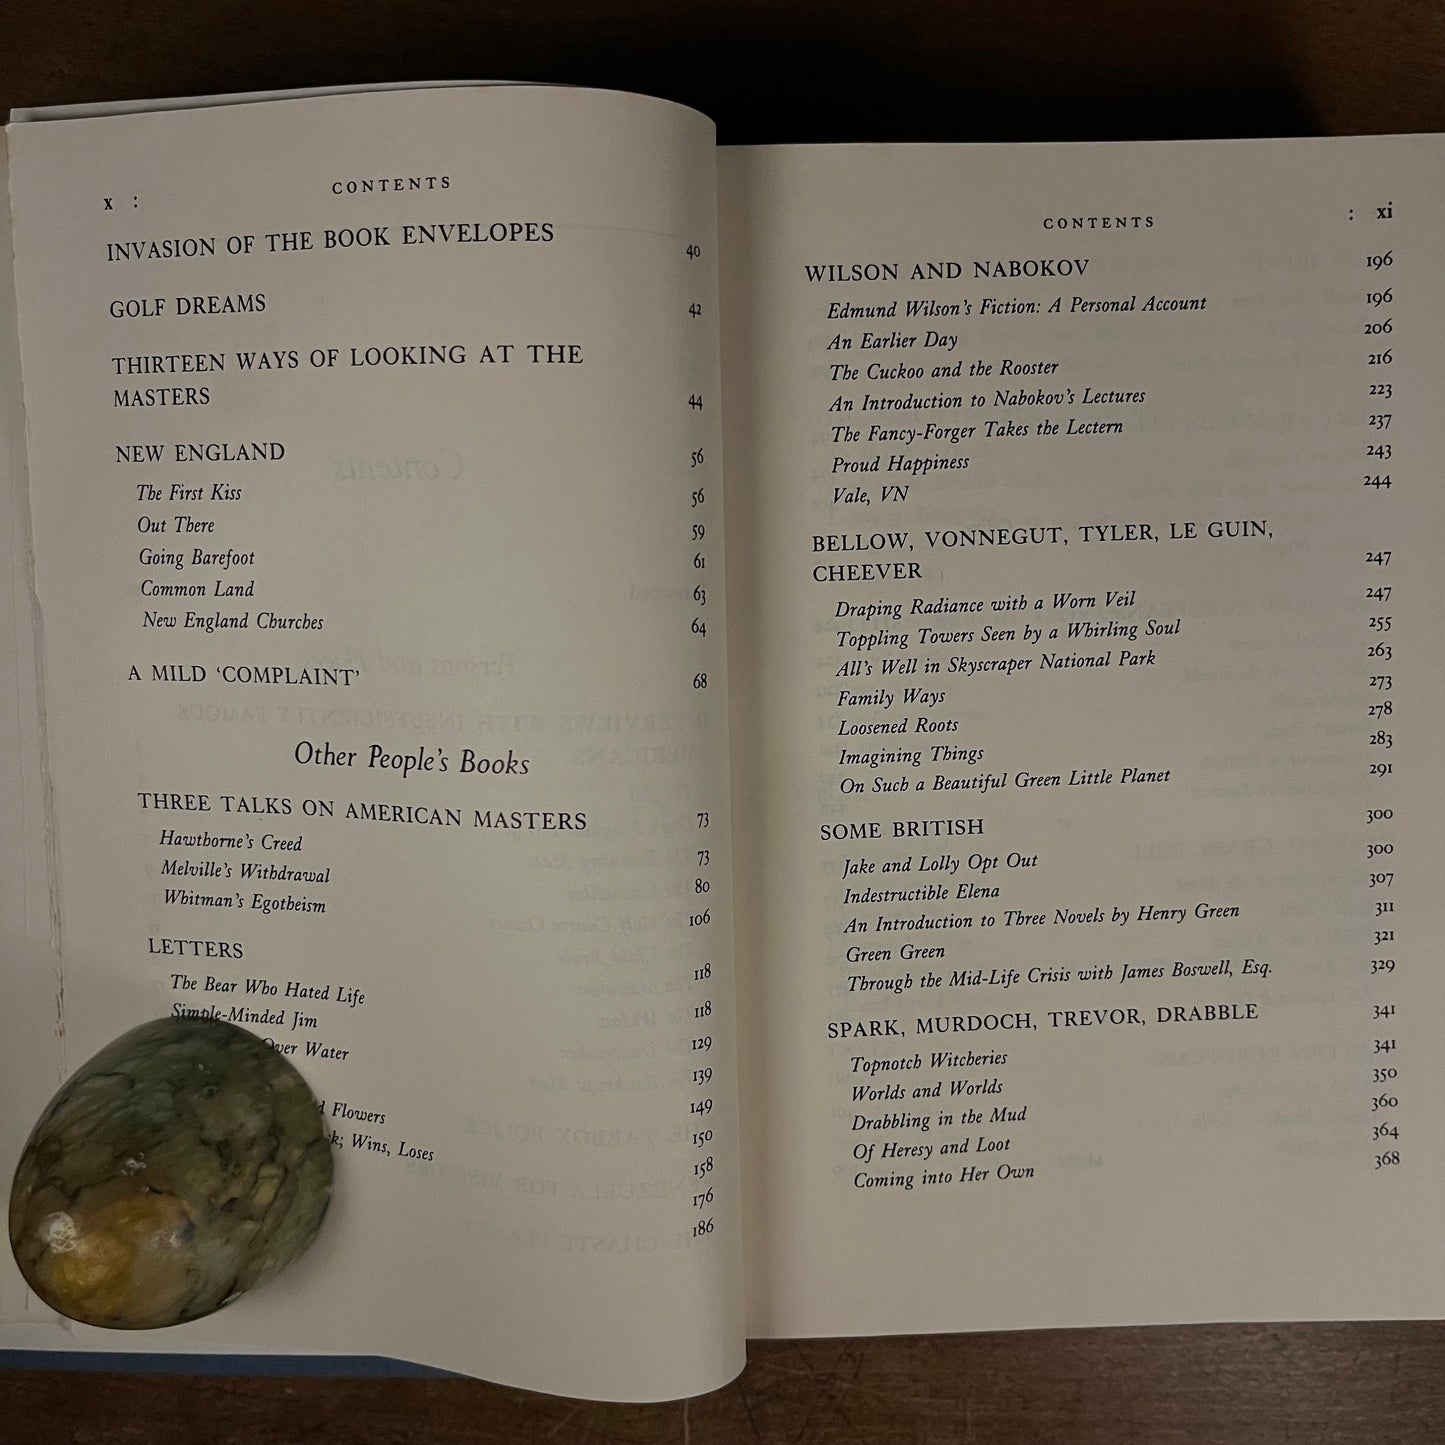 x :
CONTENTS
INVASION OF THE BOOK ENVELOPES 40
GOLF DREAMS 42
THIRTEEN WAYS OF LOOKING AT THE
MASTERS 44
NEW ENGLAND 56
The First Kiss 56
Out There 59
Going Barefoot 61
Common Land 63
New England Churches 64
A MILD ‘COMPLAINT’ 68
Other People’s Books
THREE TALKS ON AMERICAN MASTERS 73
Hawthorne’s Creed 73
Melville’s Withdrawal 80
Whitman’s Egotheism 106
LETTERS 118
The Bear Who Hated Life 118
Simple-Minded Jim 129
Over Water 139
149
Flowers 150
Wins, Loses 158
176
186
CONTENTS
: xi
WILSON AND NABOKOV 196
Edmund Wilson’s Fiction: A Personal Account 196
An Earlier Day 206
The Cuckoo and the Rooster 216
An Introduction to Nabokov’s Lectures 223
The Fancy-Forger Takes the Lectern 237
Proud Happiness 243
Vale, VN 244
BELLOW, VONNEGUT, TYLER, LE GUIN,
CHEEVER 247
Draping Radiance with a Worn Veil 247
Toppling Towers Seen by a Whirling Soul 255
All’s Well in Skyscraper National Park 263
Family Ways 273
Loosened Roots 278
Imagining Things 283
On Such a Beautiful Green Little Planet 291
SOME BRITISH 300
Jake and Lolly Opt Out 300
Indestructible Elena 307
An Introduction to Three Novels by Henry Green 311
Green Green 321
Through the Mid-Life Crisis with James Boswell, Esq. 329
SPARK, MURDOCH, TREVOR, DRABBLE 341
Topnotch Witcheries 341
Worlds and Worlds 350
Drabbling in the Mud 360
Of Heresy and Loot 364
Coming into Her Own 368